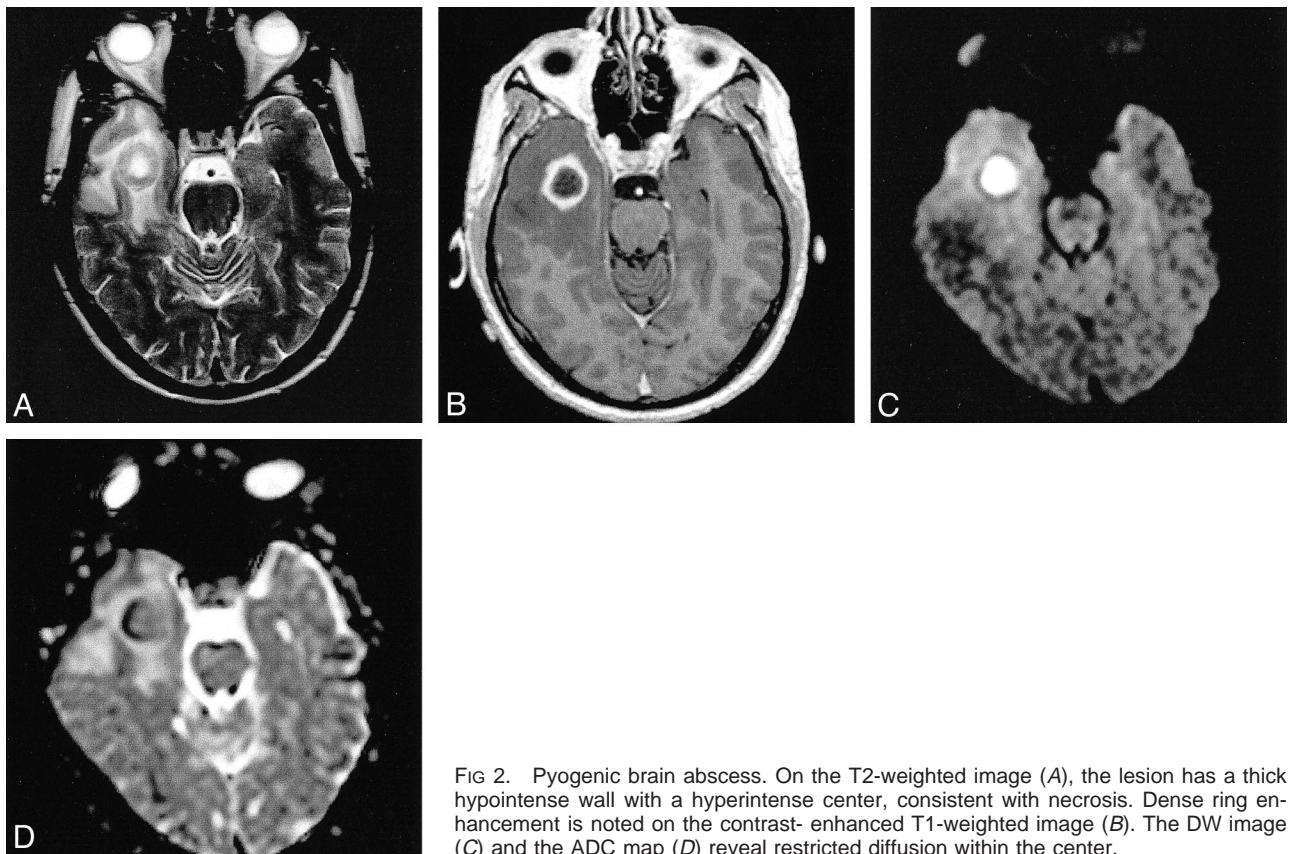 A
B
C
D
FIG 2. Pyogenic brain abscess. On the T2-weighted image (A), the lesion has a thick
hypointense wall with a hyperintense center, consistent with necrosis. Dense ring en-
hancement is noted on the contrast- enhanced T1-weighted image (B). The DW image
(C) and the ADC map (D) reveal restricted diffusion within the center.